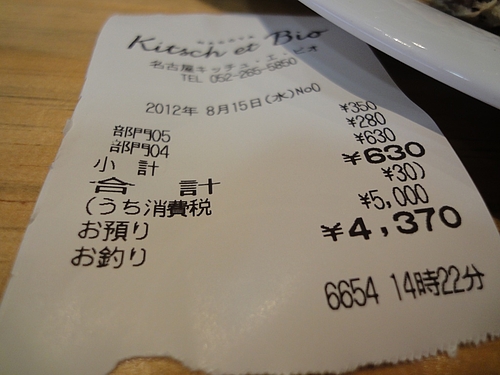 NAGOYA
Kitsch et Bio
名古屋キッチュ・エ・ビオ
TEL 052-265-5850
2012年 8月15日(水)No0
部門05 ¥350
部門04 ¥280
小 計 ¥630
合 計 ¥630
(うち消費税 ¥30)
お預り ¥5,000
お釣り ¥4,370
6654 14時22分